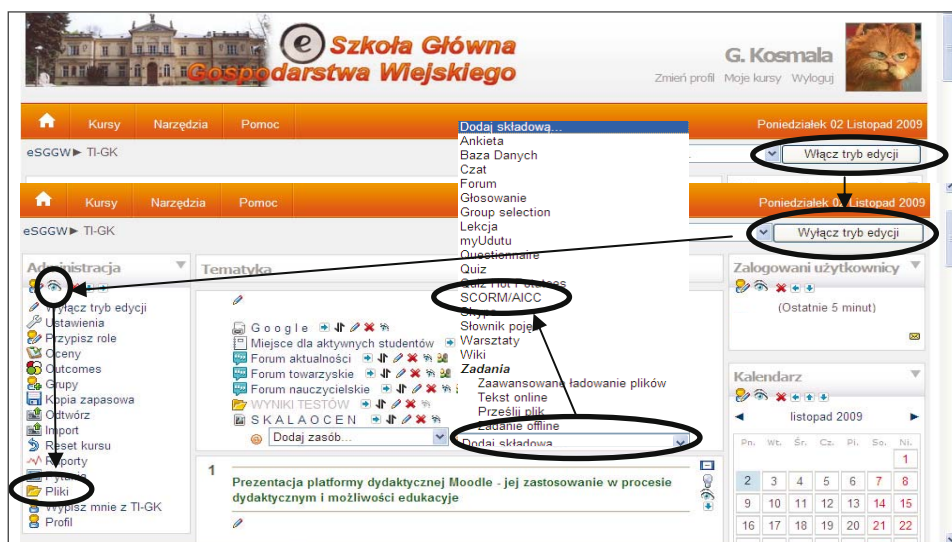 e Szkoła Główna
Gospodarstwa Wiejskiego
G. Kosmala
Zmień profil Moje kursy Wyloguj
Kursy Narzędzia Pomoc
Poniedziałek 02 Listopad 2009
eSGGW► TI-GK
Włącz tryb edycji
Kursy Narzędzia Pomoc
Poniedziałek 02 Listopad 2009
eSGGW► TI-GK
Wyłącz tryb edycji
Dodaj składową...
Ankieta
Baza Danych
Czat
Forum
Głosowanie
Group selection
Lekcja
myUdutu
Questionnaire
Quiz
Quiz Hot Potatoes
SCORM/AICC
Skype
Słownik pojęć
Warsztaty
Wiki
Zadania
Zaawansowane ładowanie plików
Tekst online
Prześlij plik
Zadanie offline
Dodaj składową
Administracja
Wyłącz tryb edycji
Ustawienia
Przypisz role
Oceny
Outcomes
Grupy
Kopia zapasowa
Odtwórz
Import
Reset kursu
Raporty
Pytania
Pliki
Wypisz mnie z TI-GK
Profil
Tematyka
G o o g l e
Miejsce dla aktywnych studentów
Forum aktualności
Forum towarzyskie
Forum nauczycielskie
WYNIKI TESTÓW
S K A L A O C E N
Dodaj zasób...
1
Prezentacja platformy dydaktycznej Moodle - jej zastosowanie w procesie
dydaktycznym i możliwości edukacyje
Zalogowani użytkownicy
(Ostatnie 5 minut)
Kalendarz
listopad 2009
Pn. Wt. Śr. Cz. Pi. So. Ni.
1
2 3 4 5 6 7 8
9 10 11 12 13 14 15
16 17 18 19 20 21 22